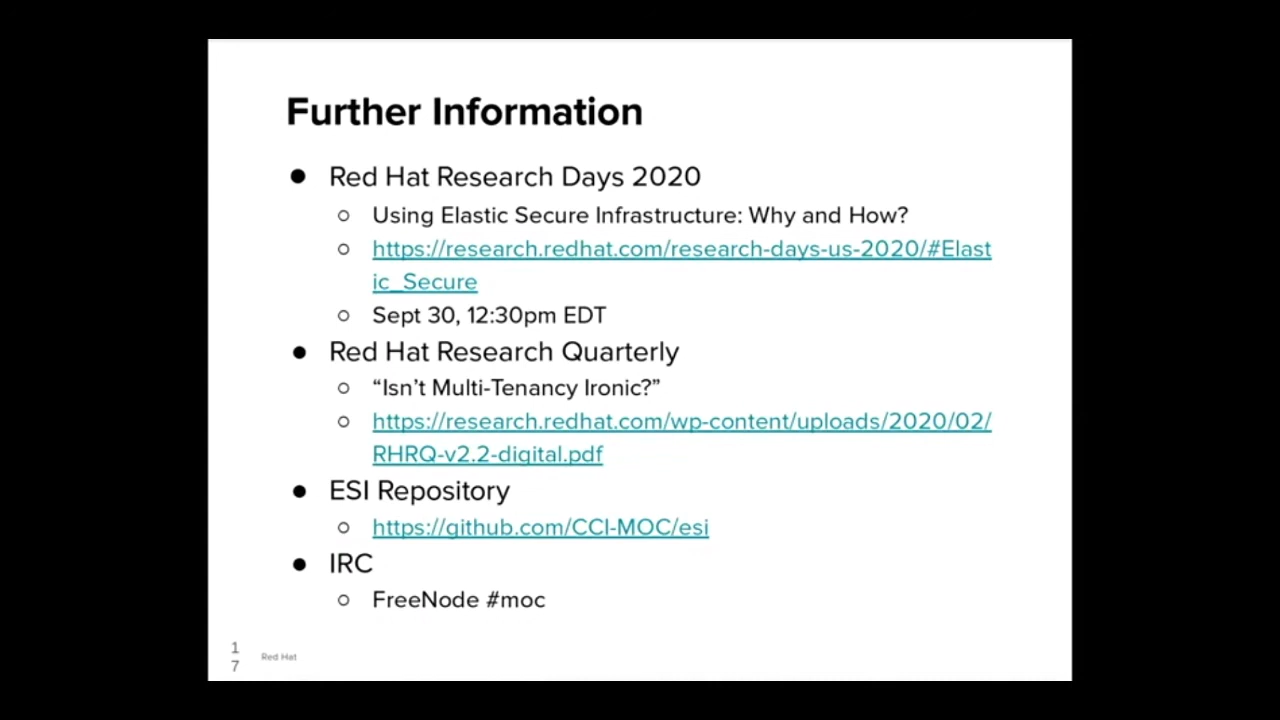 Further Information
● Red Hat Research Days 2020
○ Using Elastic Secure Infrastructure: Why and How?
○ https://research.redhat.com/research-days-us-2020/#Elast
ic_Secure
○ Sept 30, 12:30pm EDT
● Red Hat Research Quarterly
○ “Isn’t Multi-Tenancy Ironic?”
○ https://research.redhat.com/wp-content/uploads/2020/02/
RHRQ-v2.2-digital.pdf
● ESI Repository
○ https://github.com/CCI-MOC/esi
● IRC
○ FreeNode #moc
1
7
Red Hat